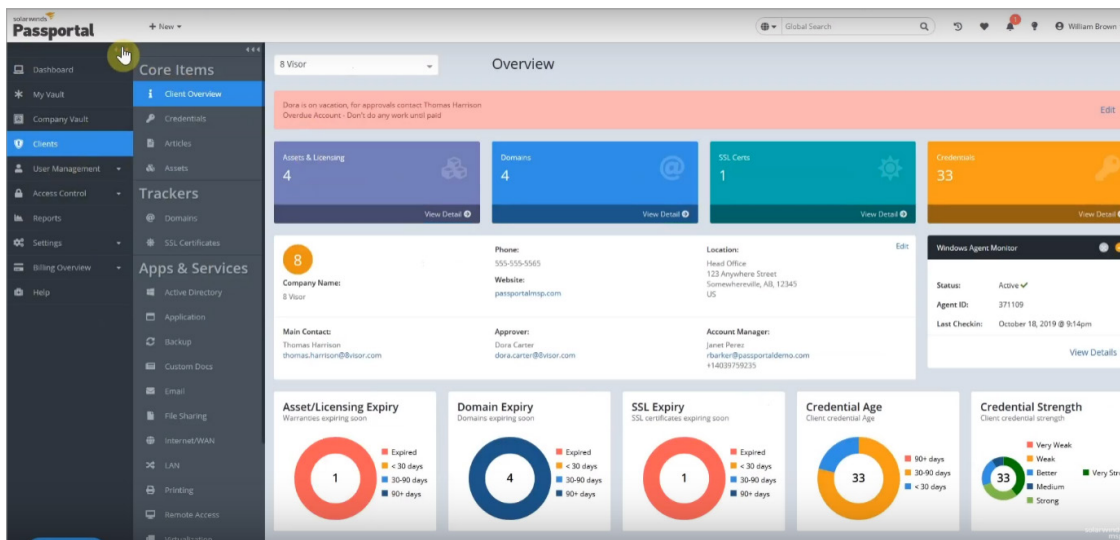 solarwinds
Passportal
+ New
Global Search
1
William Brown
Dashboard
My Vault
Company Vault
Clients
User Management
Access Control
Reports
Settings
Billing Overview
Help
Core Items
Client Overview
Credentials
Articles
Assets
Trackers
Domains
SSL Certificates
Apps & Services
Active Directory
Application
Backup
Custom Docs
Email
File Sharing
Internet/WAN
LAN
Printing
Remote Access
Virtualization
8 Visor
Overview
Dora is on vacation, for approvals contact Thomas Harrison
Overdue Account - Don't do any work until paid
Edit
Assets & Licensing
4
View Detail
Domains
4
View Detail
SSL Certs
1
View Detail
Credentials
33
View Detail
8
Company Name:
8 Visor
Phone:
555-555-5565
Website:
passportalmsp.com
Location:
Head Office
123 Anywhere Street
Somewhereville, AB, 12345
US
Edit
Main Contact:
Thomas Harrison
thomas.harrison@8visor.com
Approver:
Dora Carter
dora.carter@8visor.com
Account Manager:
Janet Perez
rbarker@passportaldemo.com
+14039759235
Windows Agent Monitor
Status: Active
Agent ID: 371109
Last Checkin: October 18, 2019 @ 9:14pm
View Details
Asset/Licensing Expiry
Warranties expiring soon
1
Expired
< 30 days
30-90 days
90+ days
Domain Expiry
Domains expiring soon
4
Expired
< 30 days
30-90 days
90+ days
SSL Expiry
SSL certificates expiring soon
1
Expired
< 30 days
30-90 days
90+ days
Credential Age
Client credential Age
33
90+ days
30-90 days
< 30 days
Credential Strength
Client credential strength
33
Very Weak
Weak
Better
Medium
Strong
Very Stro
solarwinds